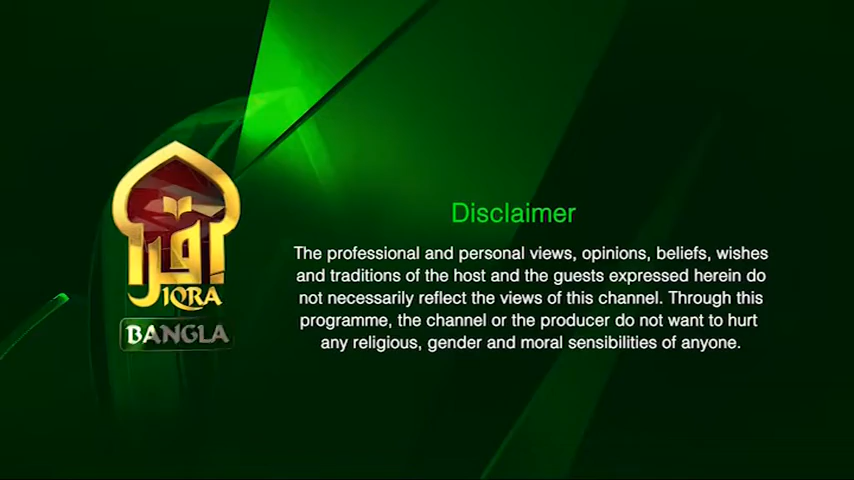 اقرأ
IQRA
BANGLA
Disclaimer
The professional and personal views, opinions, beliefs, wishes
and traditions of the host and the guests expressed herein do
not necessarily reflect the views of this channel. Through this
programme, the channel or the producer do not want to hurt
any religious, gender and moral sensibilities of anyone.